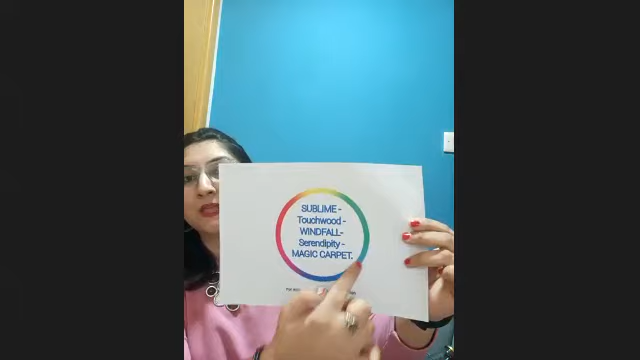 SUBLIME -
Touchwood -
WINDFALL-
Serendipity -
MAGIC CARPET.